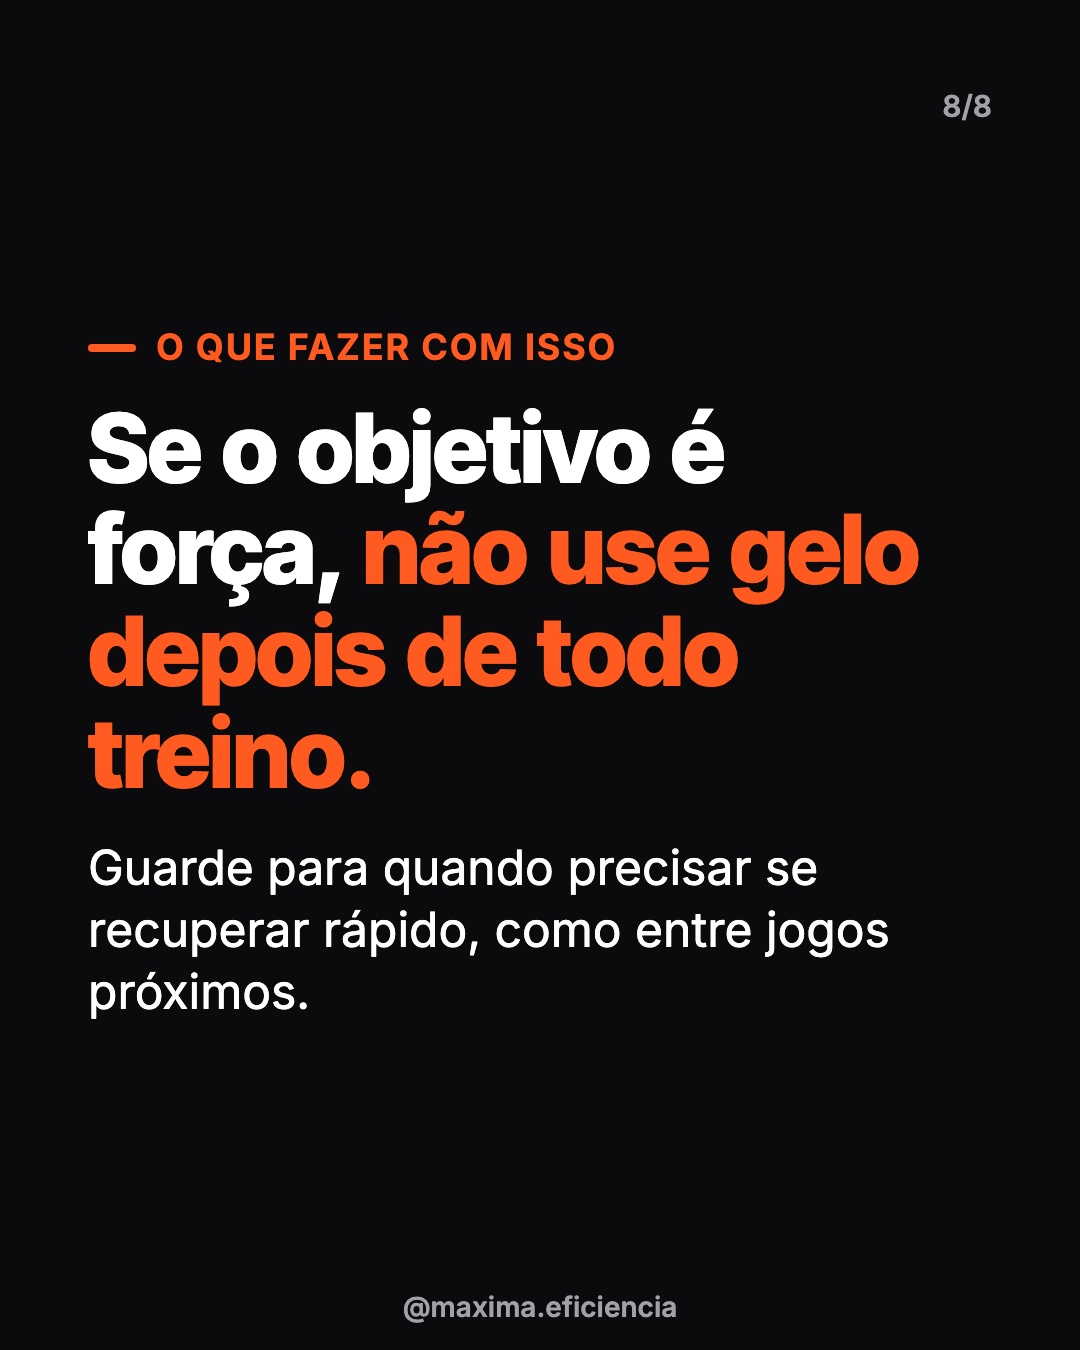 8/8
O QUE FAZER COM ISSO
Se o objetivo é
força, não use gelo
depois de todo
treino.
Guarde para quando precisar se
recuperar rápido, como entre jogos
próximos.
@maxima.eficiencia